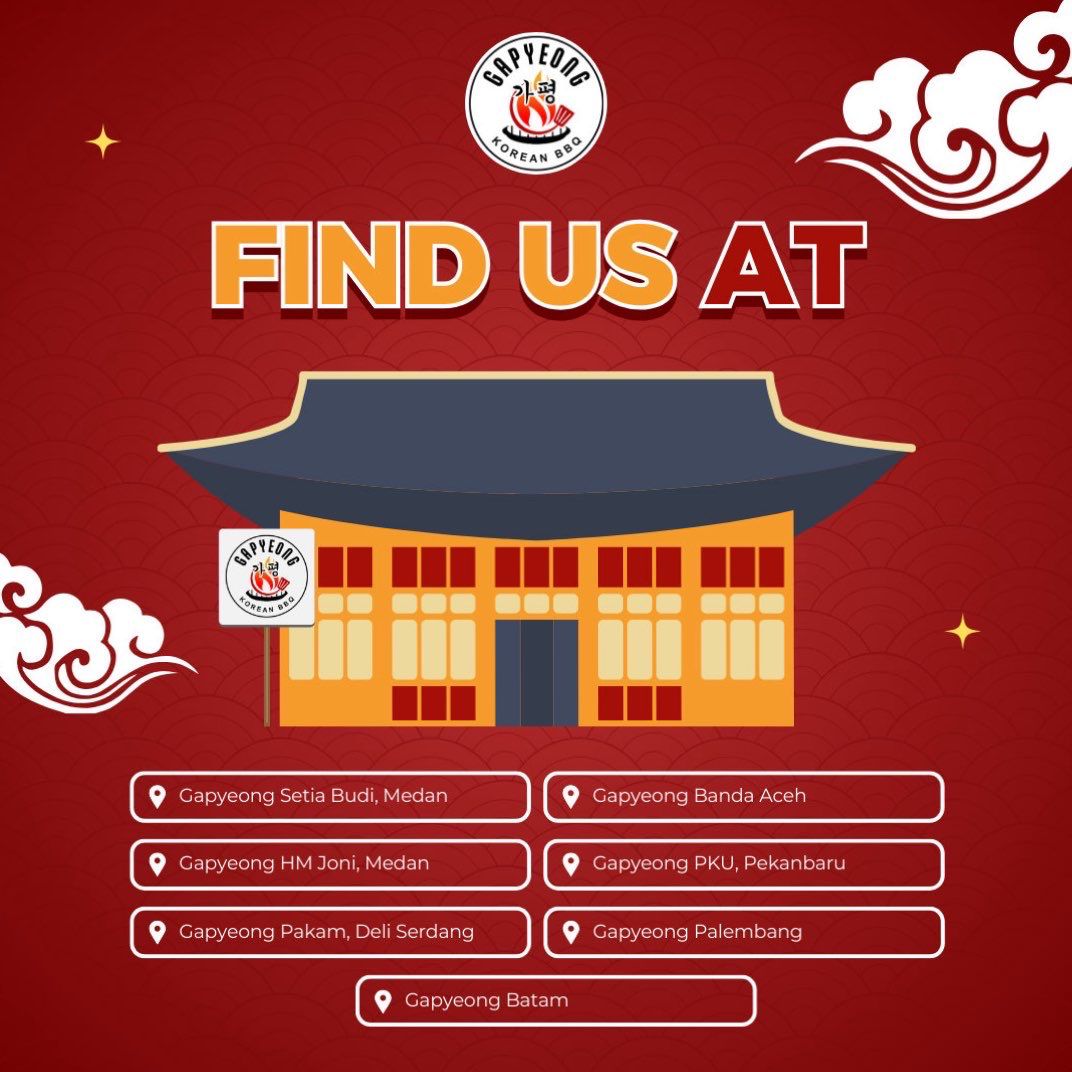 GAPYEONG
가평
KOREAN BBQ
FIND US AT
GAPYEONG
가평
KOREAN BBQ
Gapyeong Setia Budi, Medan
Gapyeong Banda Aceh
Gapyeong HM Joni, Medan
Gapyeong PKU, Pekanbaru
Gapyeong Pakam, Deli Serdang
Gapyeong Palembang
Gapyeong Batam